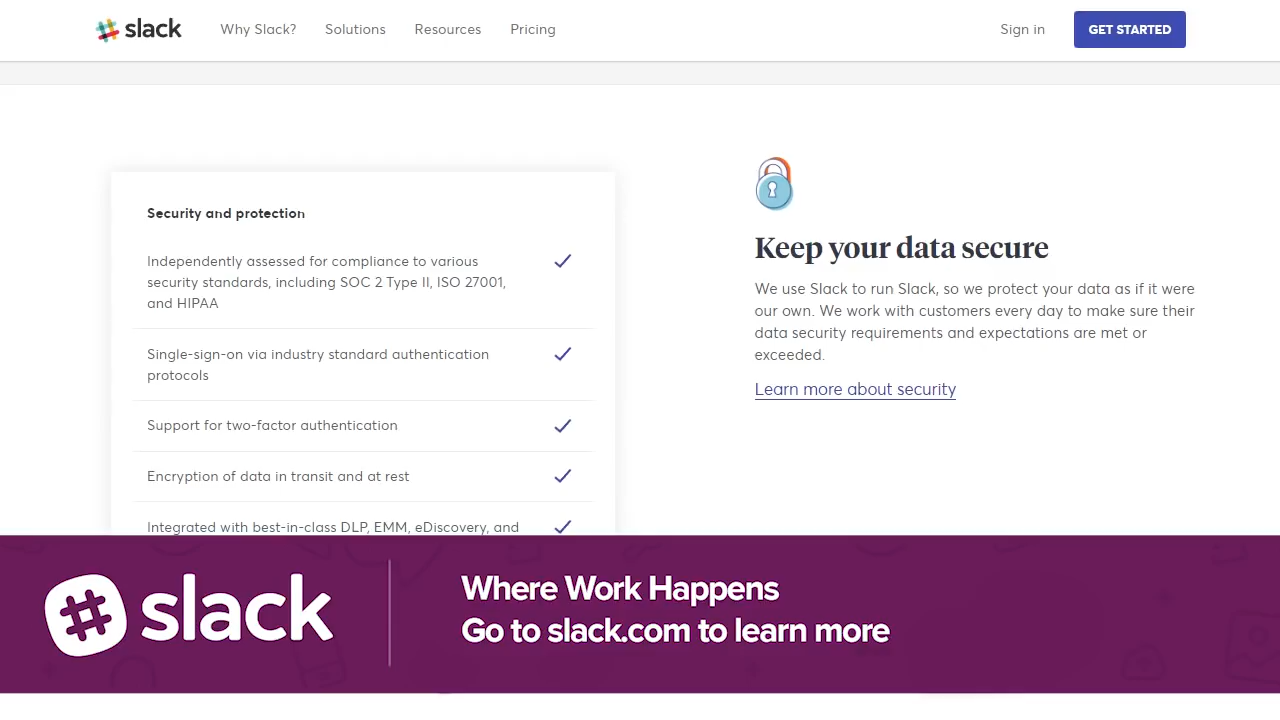 slack Why Slack? Solutions Resources Pricing Sign in GET STARTED
Security and protection
Independently assessed for compliance to various
security standards, including SOC 2 Type II, ISO 27001,
and HIPAA
Single-sign-on via industry standard authentication
protocols
Support for two-factor authentication
Encryption of data in transit and at rest
Integrated with best-in-class DLP, EMM, eDiscovery, and
Keep your data secure
We use Slack to run Slack, so we protect your data as if it were
our own. We work with customers every day to make sure their
data security requirements and expectations are met or
exceeded.
Learn more about security
slack
Where Work Happens
Go to slack.com to learn more